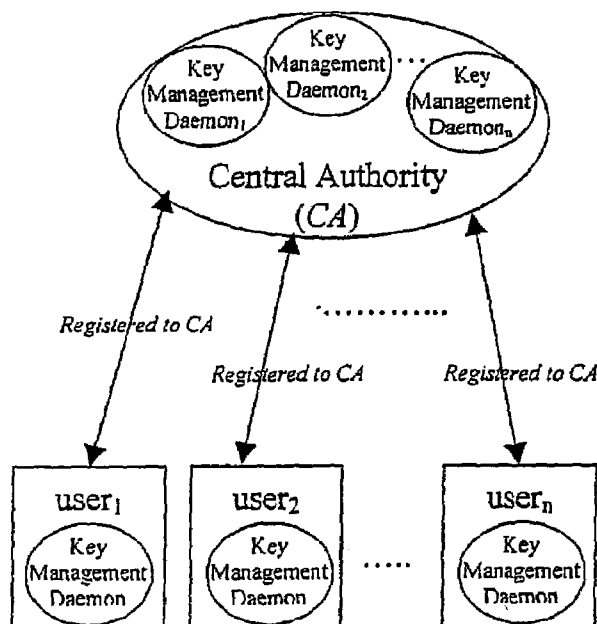 Key
Management
Daemon₁
Key
Management
Daemon₂
.....
Key
Management
Daemonₙ
Central Authority
(CA)
Registered to CA
Registered to CA
Registered to CA
user₁
Key
Management
Daemon
user₂
Key
Management
Daemon
.....
userₙ
Key
Management
Daemon